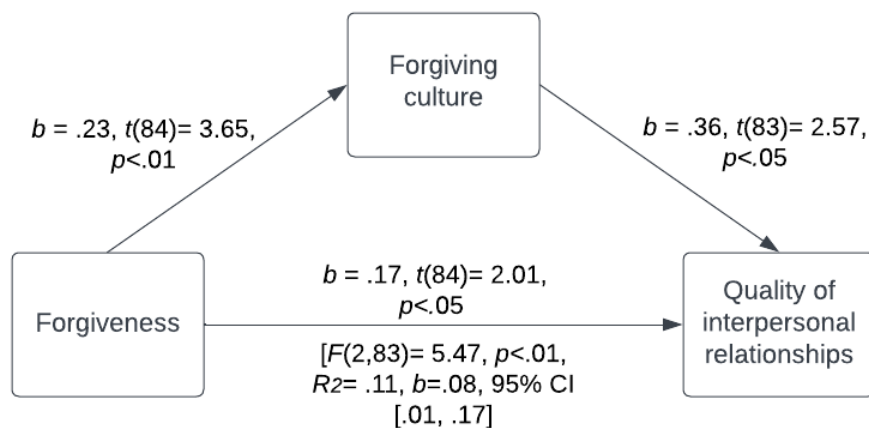 Forgiving
culture
b = .23, t(84)= 3.65,
p<.01
b = .36, t(83)= 2.57,
p<.05
Forgiveness
b = .17, t(84)= 2.01,
p<.05
[F(2,83)= 5.47, p<.01,
R2= .11, b=.08, 95% CI
[.01, .17]
Quality of
interpersonal
relationships